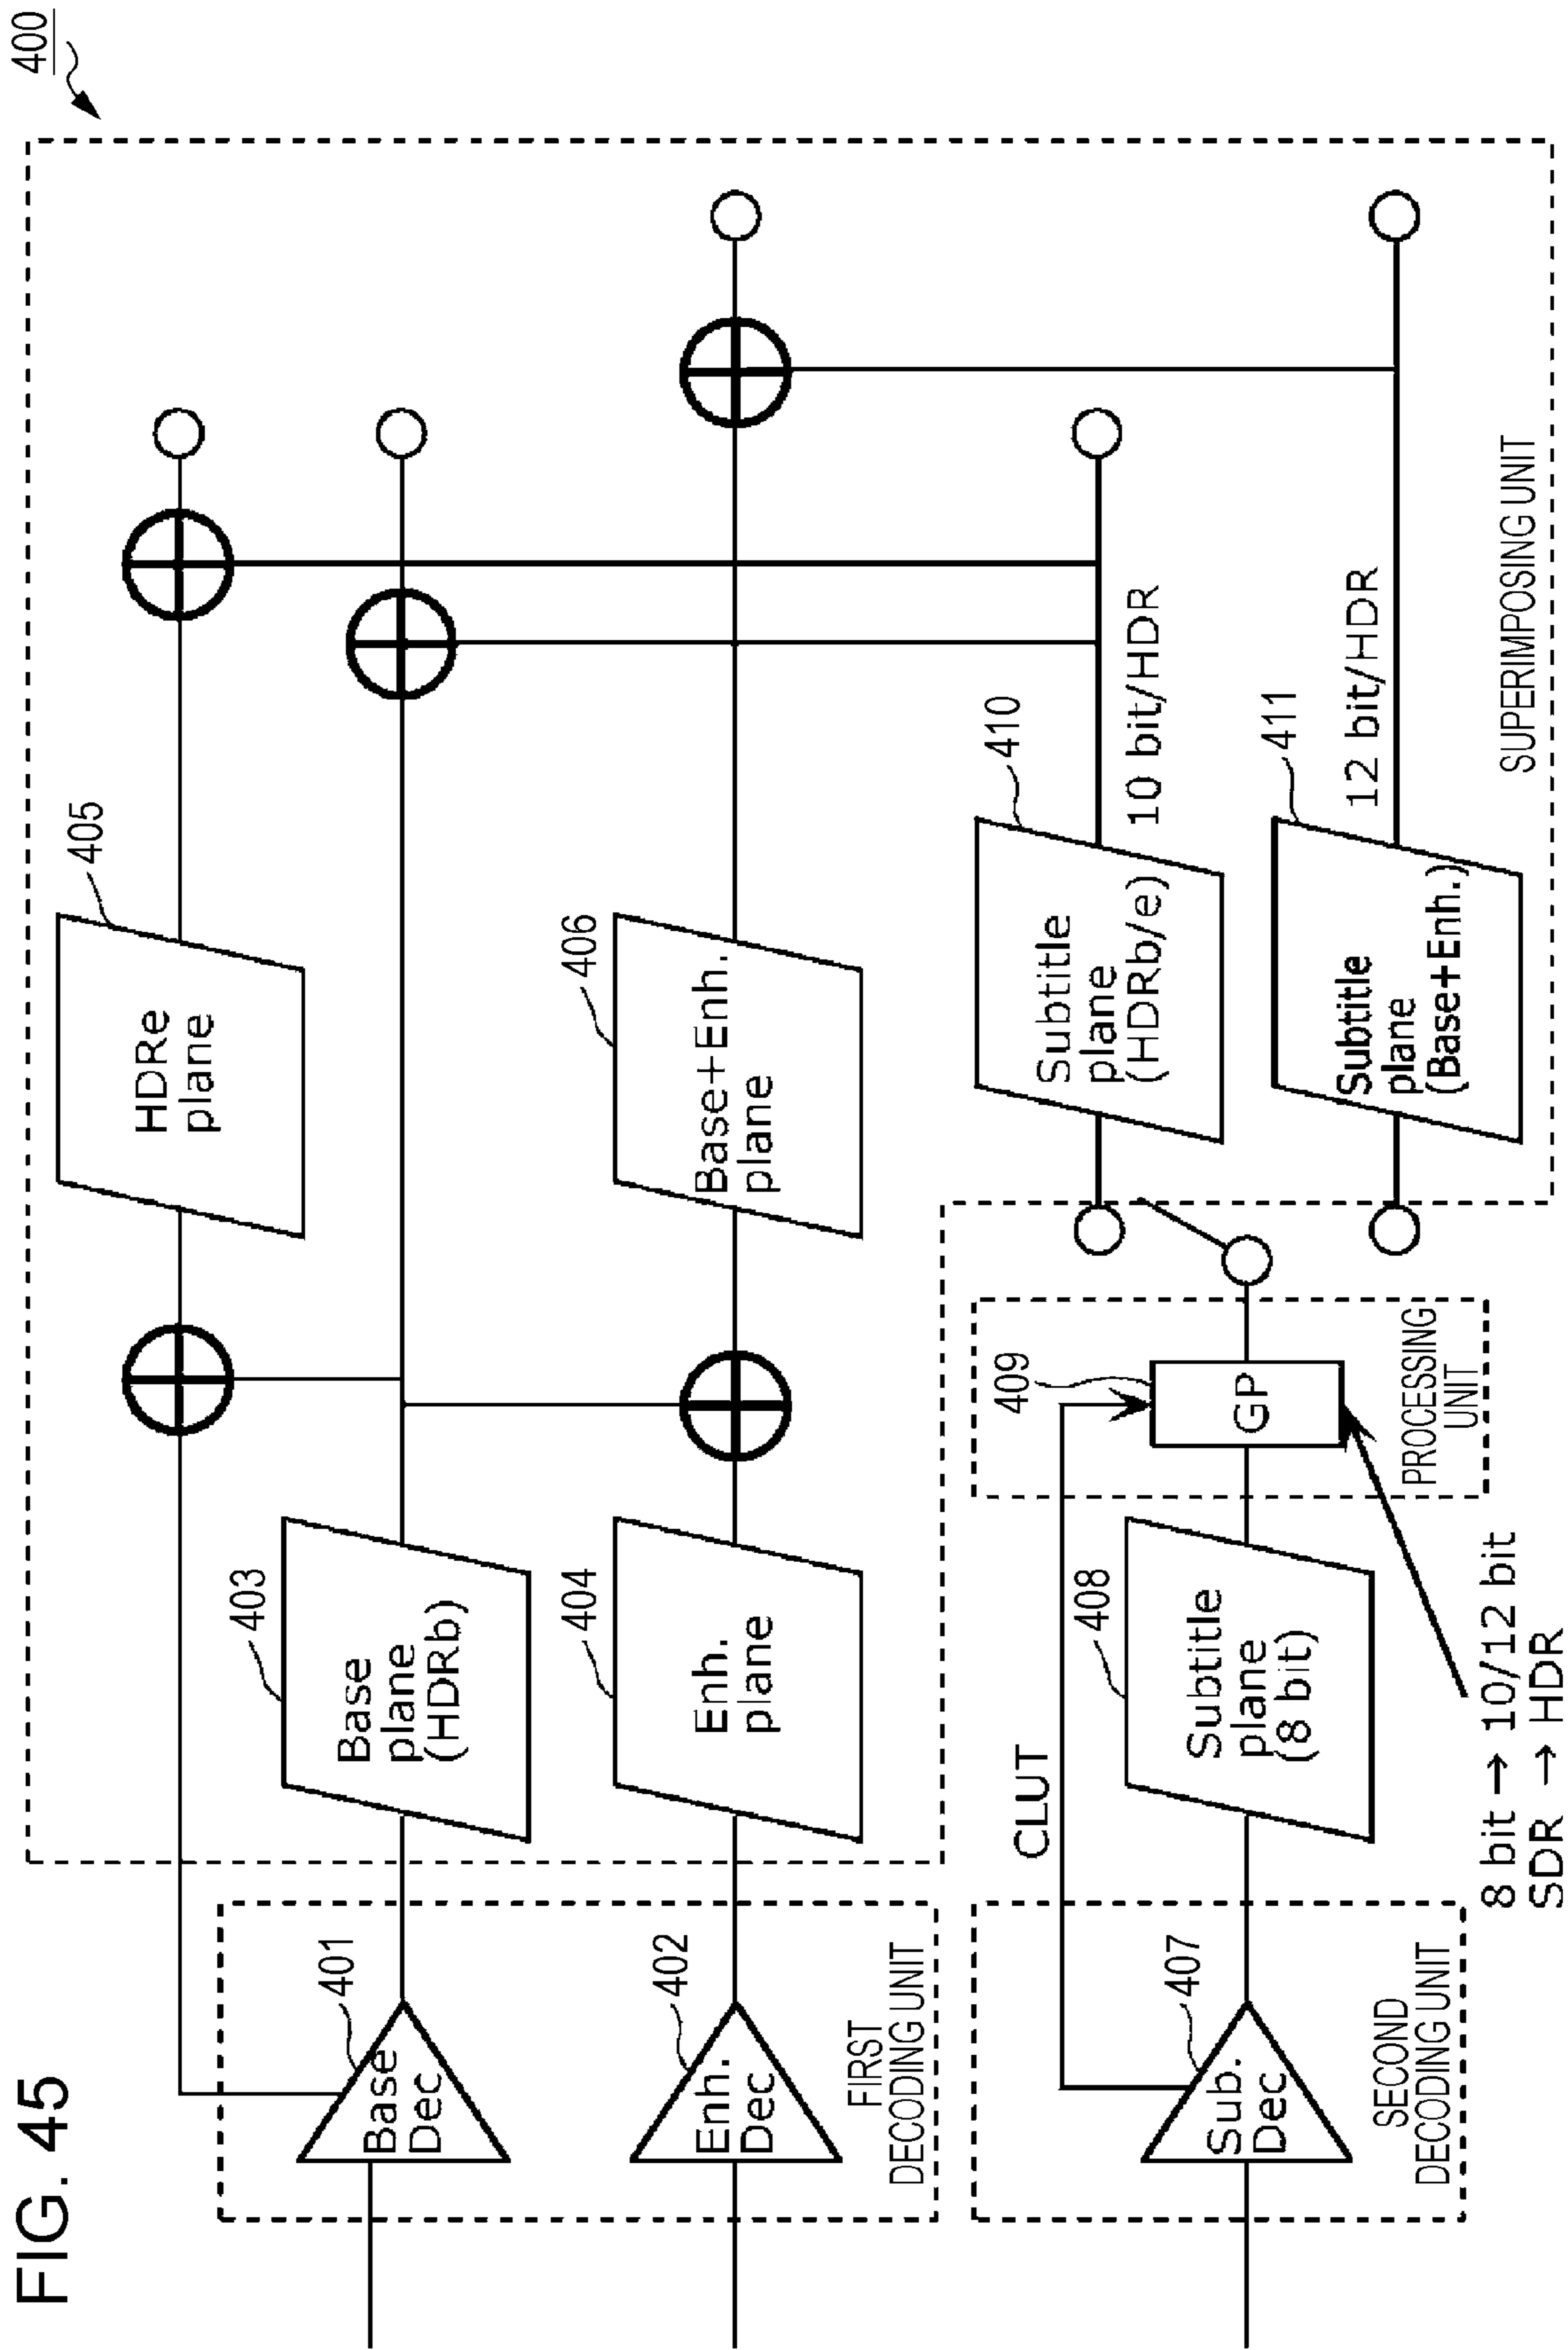 FIG. 45
400
405
HDRe
plane
401
Base
Dec
403
Base
plane
(HDRb)
402
Enh.
Dec
404
Enh.
plane
406
Base+Enh.
plane
FIRST
DECODING UNIT
407
Sub.
Dec
SECOND
DECODING UNIT
CLUT
408
Subtitle
plane
(8 bit)
409
GP
PROCESSING
UNIT
8 bit → 10/12 bit
SDR → HDR
410
Subtitle
plane
(HDRb/e)
10 bit/HDR
411
Subtitle
plane
(Base+Enh.)
12 bit/HDR
SUPERIMPOSING UNIT